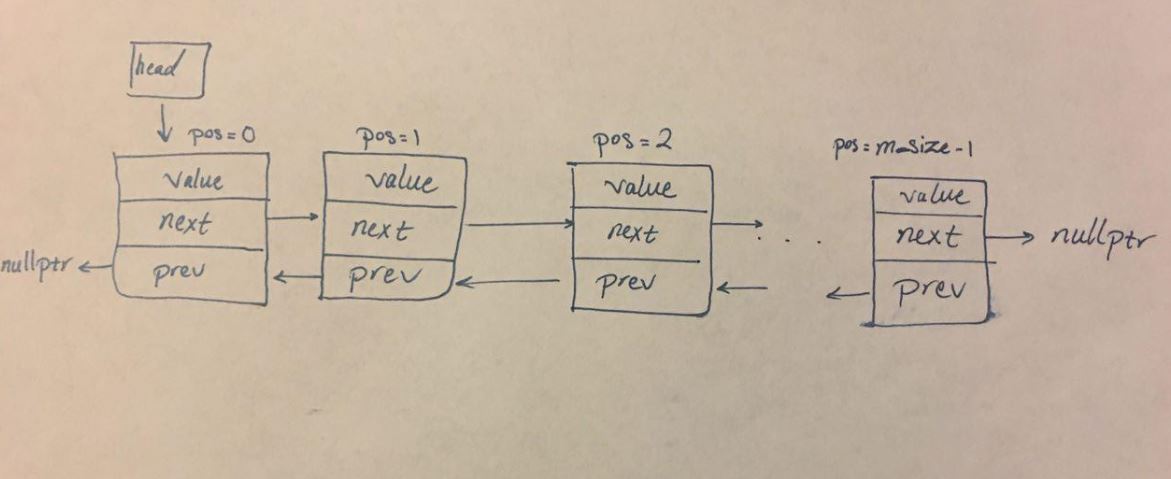 head
pos=0 pos=1 pos=2 pos=m_size-1
value value value value
next next next ... next nullptr
nullptr prev prev prev prev